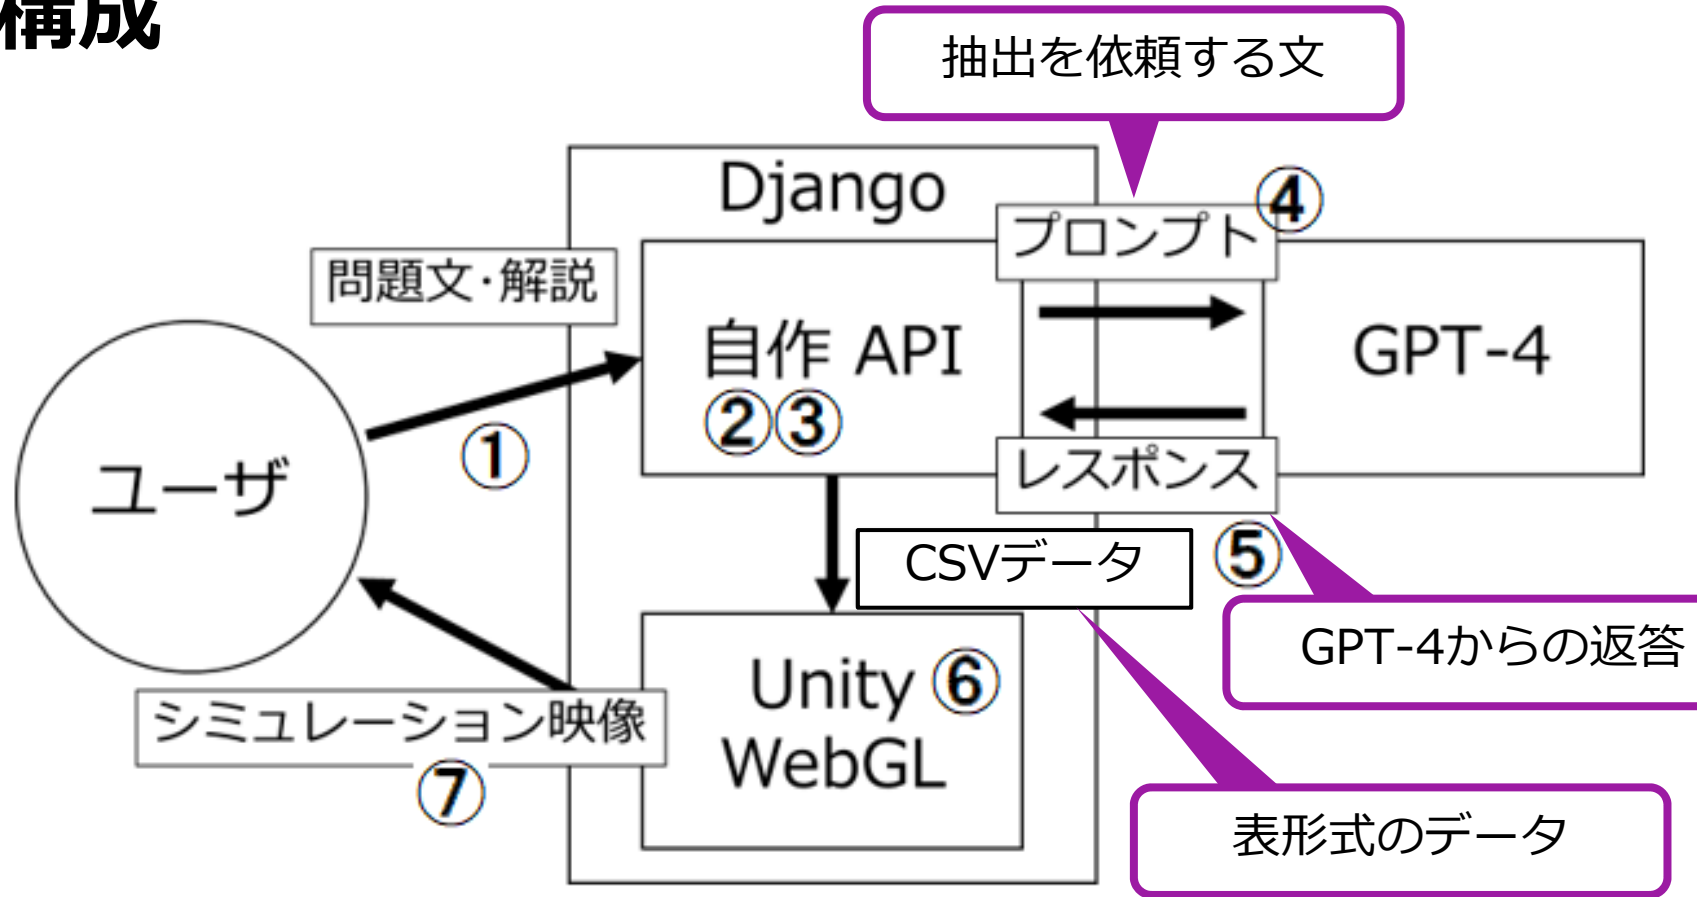 構成
抽出を依頼する文
Django
プロンプト
④
問題文・解説
自作 API
②③
GPT-4
①
ユーザ
レスポンス
CSVデータ
⑤
GPT-4からの返答
Unity ⑥
WebGL
シミュレーション映像
⑦
表形式のデータ